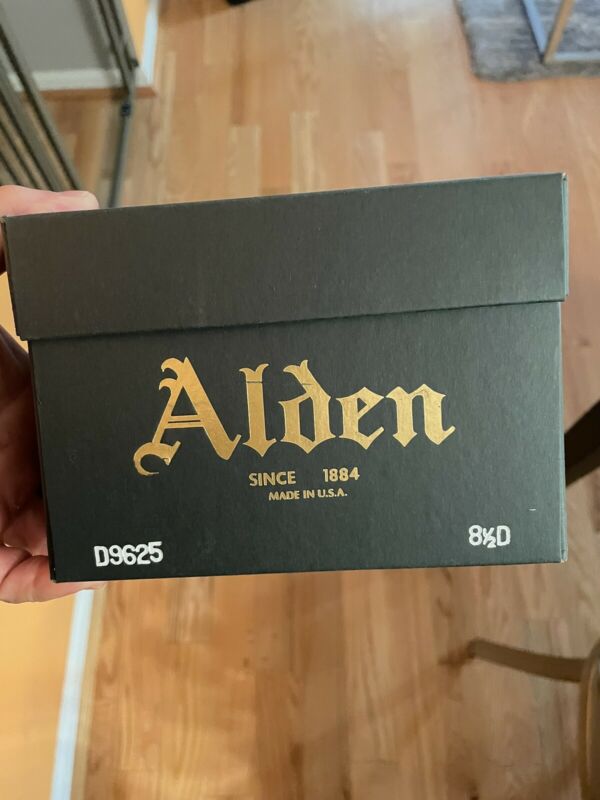 Alden
SINCE 1884
MADE IN U.S.A.
D9625
8½D